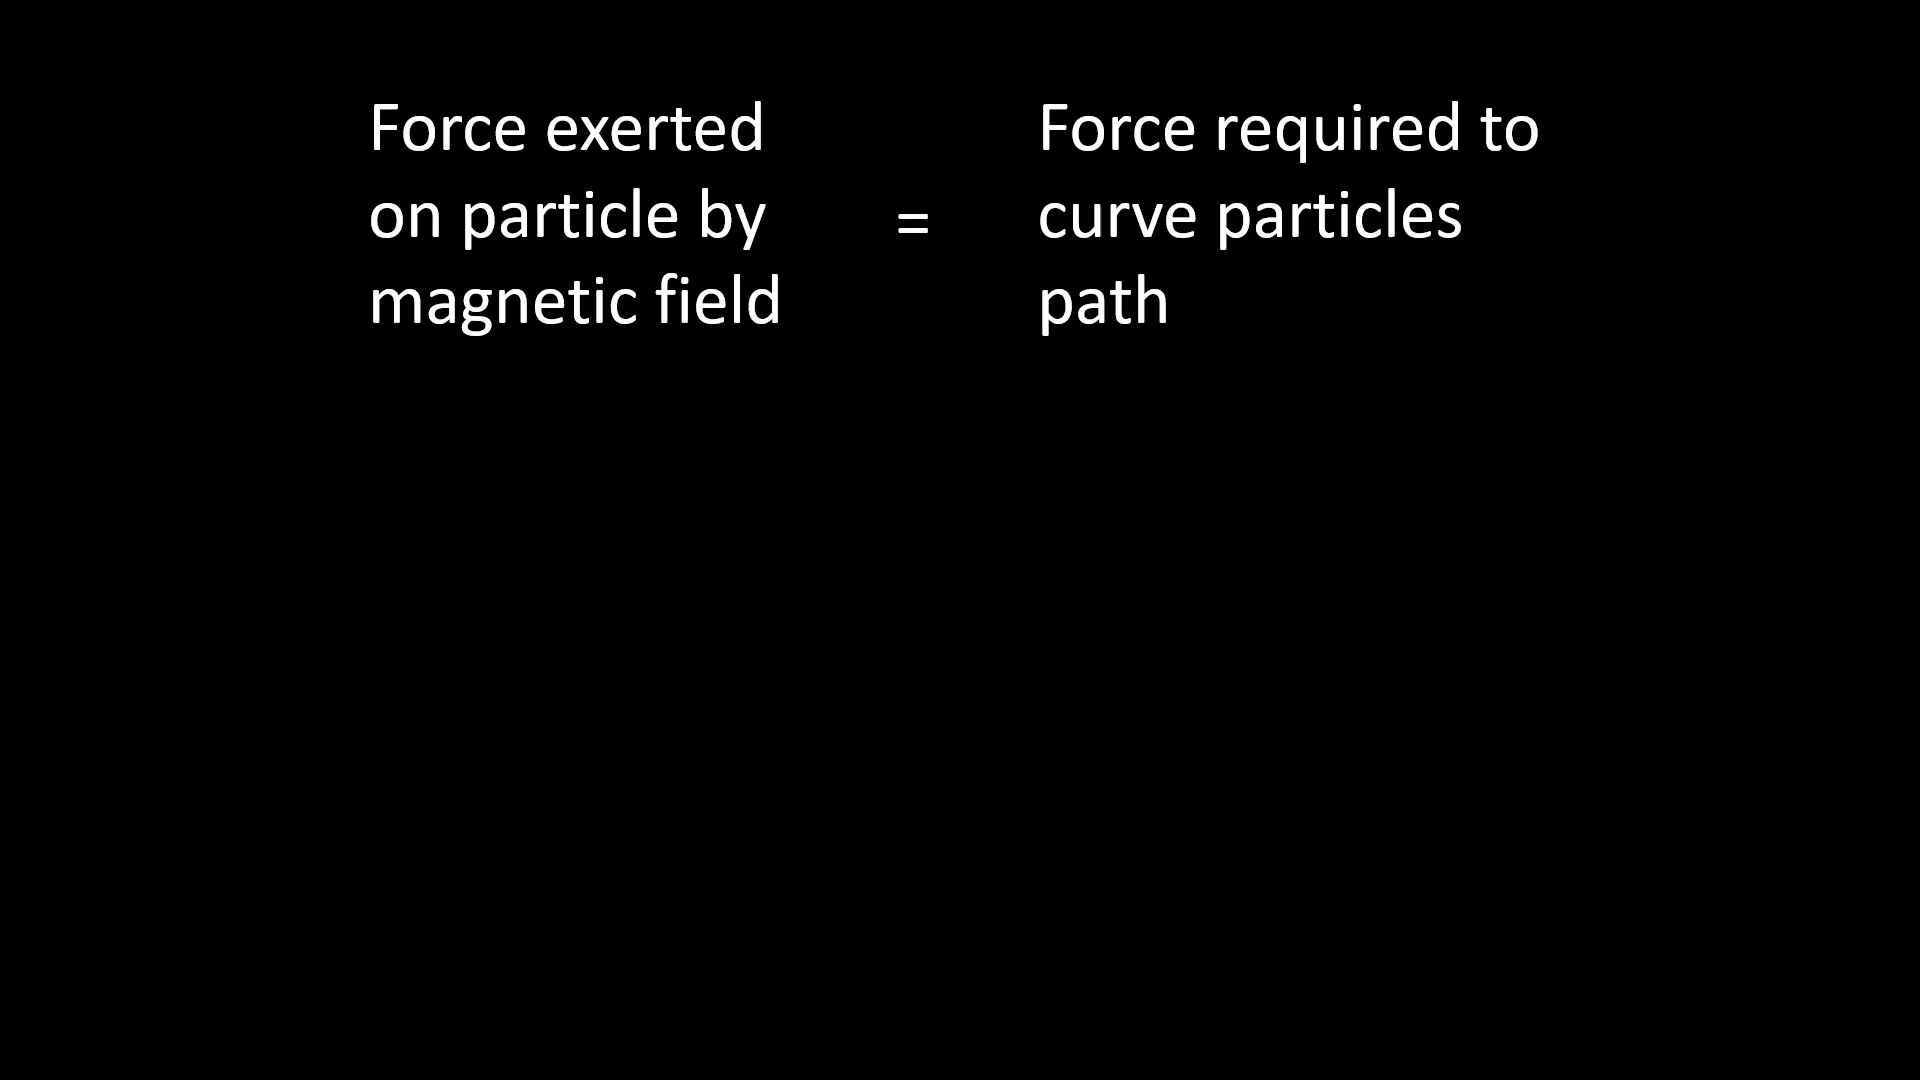 Force exerted
on particle by
magnetic field
=
Force required to
curve particles
path